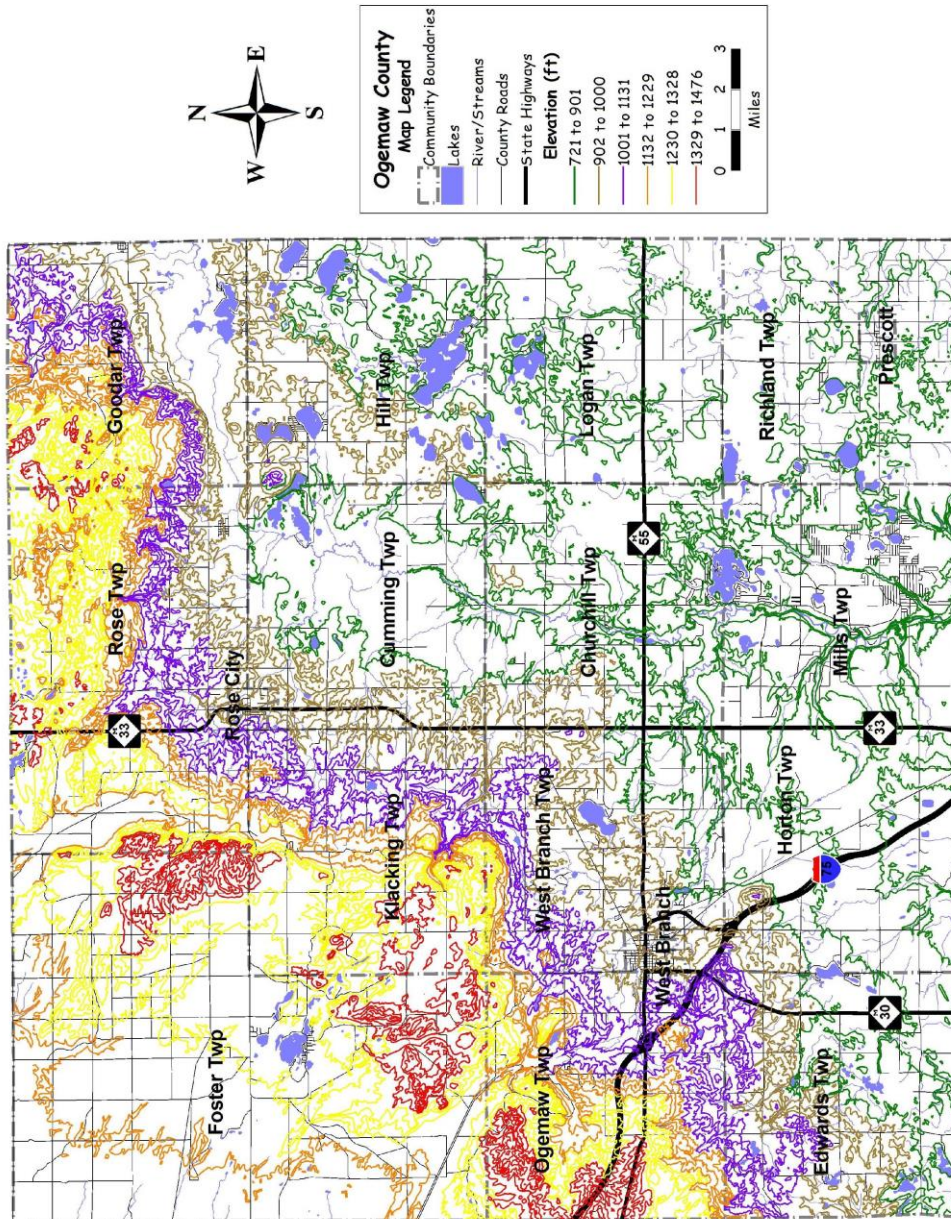 N
W E
S
Ogemaw County
Map Legend
Community Boundaries
Lakes
River/Streams
County Roads
State Highways
Elevation (ft)
721 to 901
902 to 1000
1001 to 1131
1132 to 1229
1230 to 1328
1329 to 1476
0 1 2 3
Miles
Foster Twp
Rose Twp
Goodar Twp
M
33
Rose City
Klacking Twp
Cumming Twp
Hill Twp
Ogemaw Twp
West Branch Twp
Churchill Twp
Logan Twp
M
55
West Branch
Edwards Twp
Horton Twp
Mills Twp
Richland Twp
75
M
30
M
33
Prescott